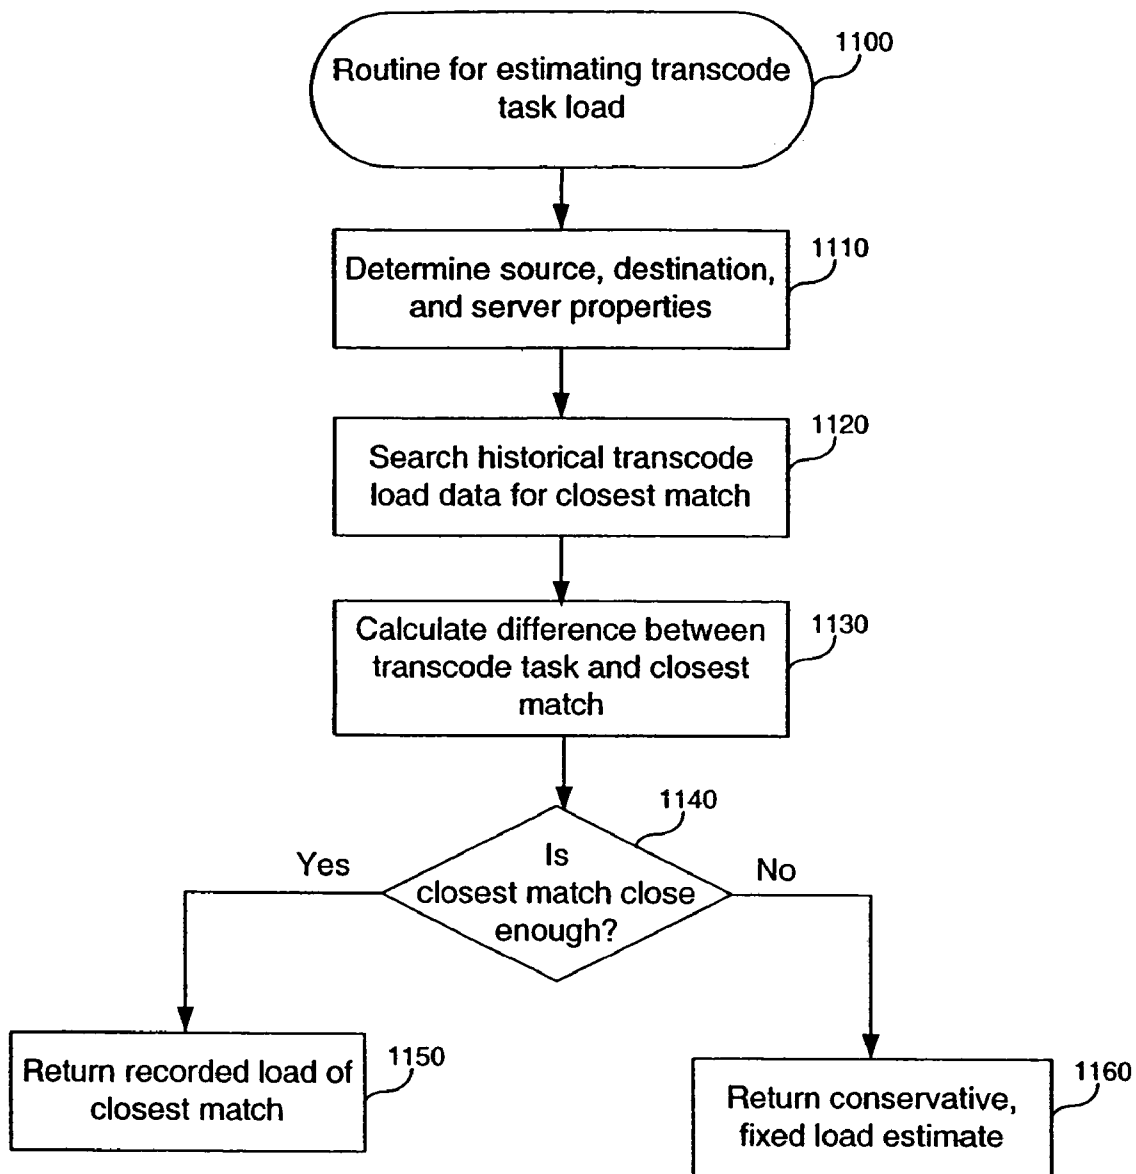 Routine for estimating transcode
task load
1100
Determine source, destination,
and server properties
1110
Search historical transcode
load data for closest match
1120
Calculate difference between
transcode task and closest
match
1130
1140
Is
closest match close
enough?
Yes
No
Return recorded load of
closest match
1150
Return conservative,
fixed load estimate
1160